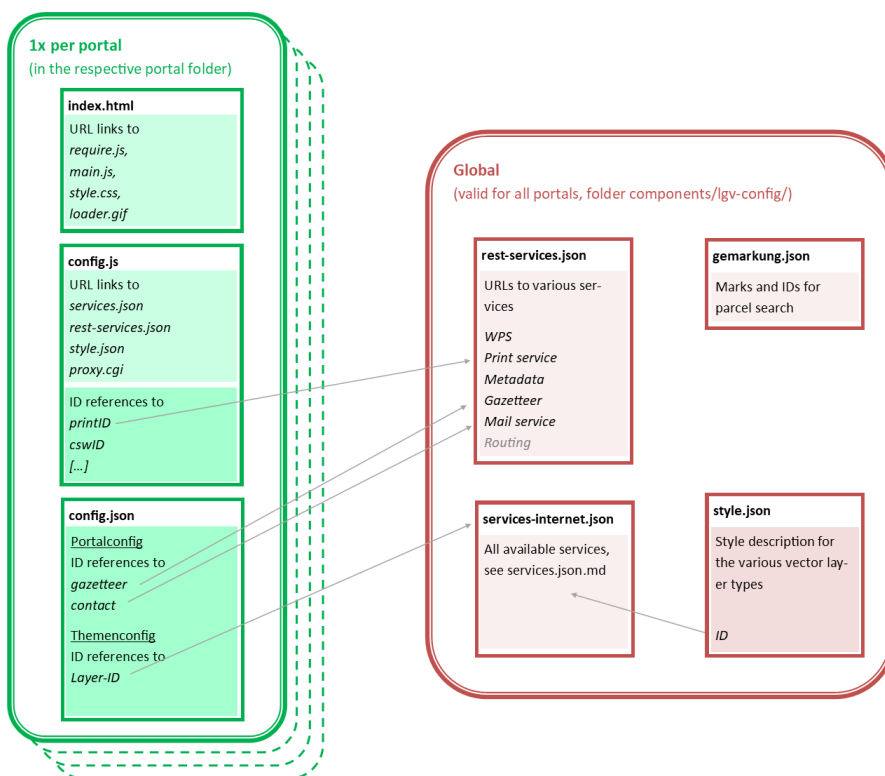 1x per portal
(in the respective portal folder)
index.html
URL links to
require.js,
main.js,
style.css,
loader.gif
config.js
URL links to
services.json
rest-services.json
style.json
proxy.cgi
ID references to
printID
cswID
[...]
config.json
Portalconfig
ID references to
gazetteer
contact
Themenconfig
ID references to
Layer-ID
Global
(valid for all portals, folder components/lgv-config/)
rest-services.json
URLs to various ser-
vices
WPS
Print service
Metadata
Gazetteer
Mail service
Routing
gemarkung.json
Marks and IDs for
parcel search
services-internet.json
All available services,
see services.json.md
style.json
Style description for
the various vector lay-
er types
ID